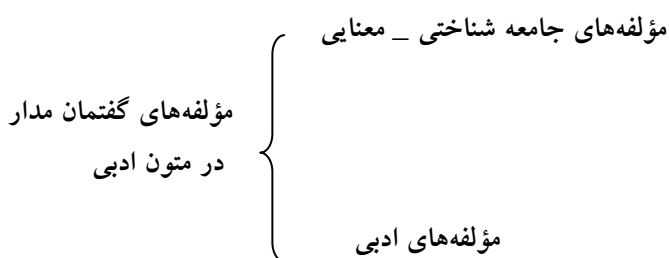 مؤلفه‌های جامعه شناختی _ معنایی
مؤلفه‌های گفتمان مدار
در متون ادبی
مؤلفه‌های ادبی